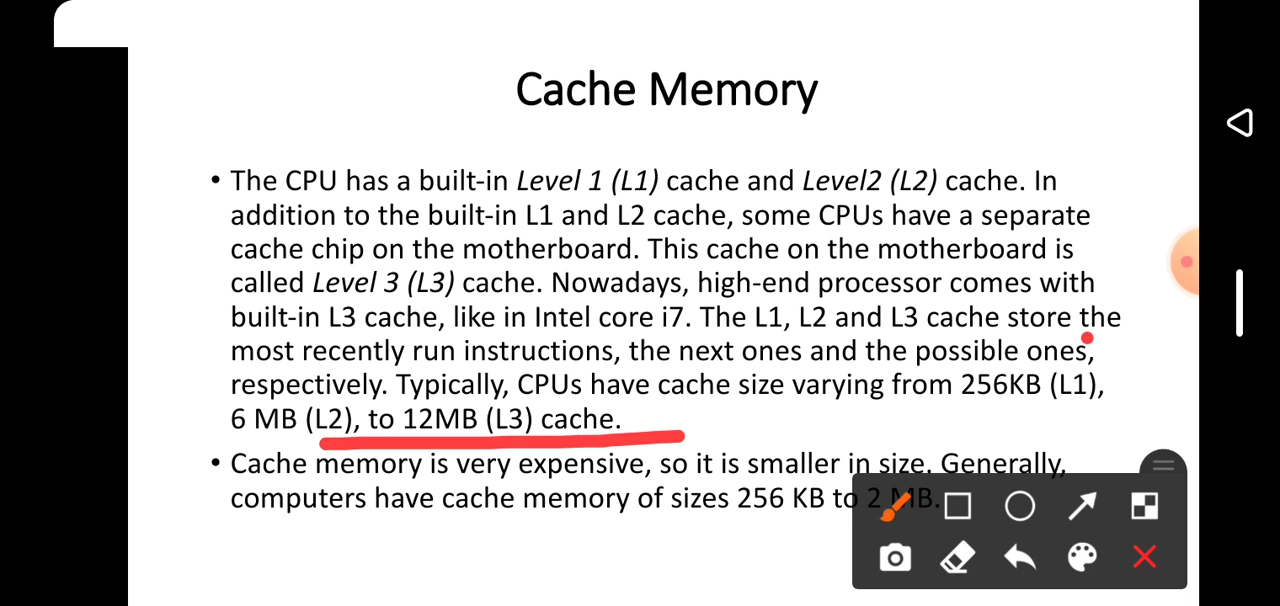 Cache Memory
• The CPU has a built-in Level 1 (L1) cache and Level2 (L2) cache. In
addition to the built-in L1 and L2 cache, some CPUs have a separate
cache chip on the motherboard. This cache on the motherboard is
called Level 3 (L3) cache. Nowadays, high-end processor comes with
built-in L3 cache, like in Intel core i7. The L1, L2 and L3 cache store the
most recently run instructions, the next ones and the possible ones,
respectively. Typically, CPUs have cache size varying from 256KB (L1),
6 MB (L2), to 12MB (L3) cache.
• Cache memory is very expensive, so it is smaller in size. Generally,
computers have cache memory of sizes 256 KB to 2 MB.